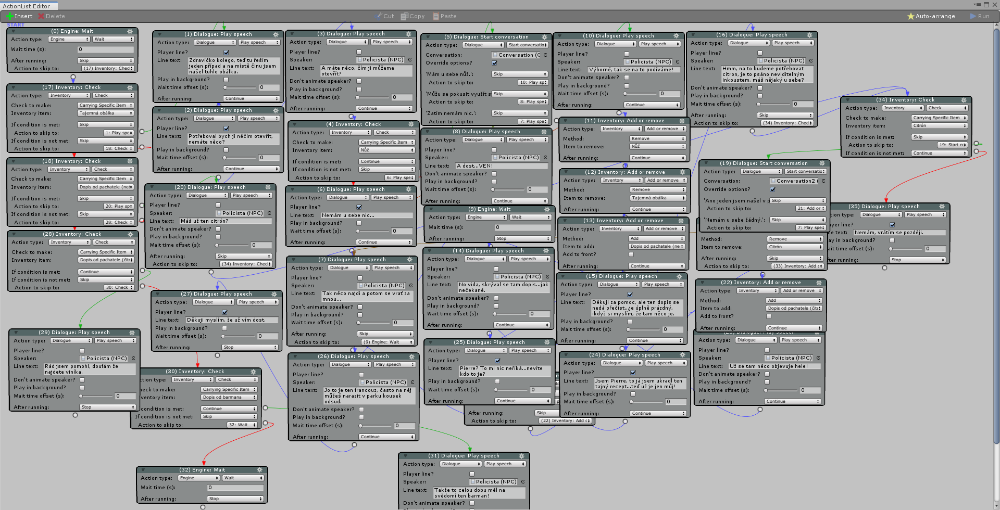 ActionList Editor
Insert
Delete
Cut
Copy
Paste
Auto-arrange
Run
START
(0) Engine: Wait
Action type: Engine Wait
Wait time (s): 0
After running: Skip
Action to skip to: (17) Inventory: Chec
(17) Inventory: Check
Action type: Inventory Check
Check to make: Carrying Specific Item
Inventory item: Tajemná obálka
If condition is met: Skip
Action to skip to: 1: Play spe
If condition is not met: Skip
Action to skip to: 18: Check
(18) Inventory: Check
Action type: Inventory Check
Check to make: Carrying Specific Item
Inventory item: Dopis od pachatele (neč
If condition is met: Skip
Action to skip to: 20: Play sp
If condition is not met: Skip
Action to skip to: 28: Check
(28) Inventory: Check
Action type: Inventory Check
Check to make: Carrying Specific Item
Inventory item: Dopis od pachatele (čite
If condition is met: Continue
If condition is not met: Skip
Action to skip to: 30: Check
(29) Dialogue: Play speech
Action type: Dialogue Play speech
Player line?
Speaker: Policista (NPC)
Line text: Rád jsem pomohl, doufám že
najdete viníka.
Don't animate speaker?
Play in background?
Wait time offset (s): 0
After running: Stop
(1) Dialogue: Play speech
Action type: Dialogue Play speech
Player line?
Line text: Zdravíčko kolego, teď tu řeším
jeden případ a na místě činu jsem
našel tuhle obálku.
Play in background?
Wait time offset (s): 0
After running: Continue
(2) Dialogue: Play speech
Action type: Dialogue Play speech
Player line?
Line text: Potřeboval bych ji něčím otevřít,
nemáte něco?
Play in background?
Wait time offset (s): 0
After running: Continue
(20) Dialogue: Play speech
Action type: Dialogue Play speech
Player line?
Speaker: Policista (NPC)
Line text: Máš už ten citrón?
Don't animate speaker?
Play in background?
Wait time offset (s): 0
After running: Skip
Action to skip to: (34) Inventory: Chec
(27) Dialogue: Play speech
Action type: Dialogue Play speech
Player line?
Line text: Děkuji myslím, že už vím dost.
Play in background?
Wait time offset (s): 0
After running: Stop
(30) Inventory: Check
ction type: Inventory Check
heck to make: Carrying Specific Item
ventory item: Dopis od barmana
condition is met: Continue
If condition is not met: Skip
Action to skip to: 32: Wait
(32) Engine: Wait
Action type: Engine Wait
Wait time (s): 0
After running: Stop
(3) Dialogue: Play speech
Action type: Dialogue Play speech
Player line?
Speaker: Policista (NPC)
Line text: A máte něco, čím ji můžeme
otevřít?
Don't animate speaker?
Play in background?
Wait time offset (s): 0
After running: Continue
(4) Inventory: Check
Action type: Inventory Check
Check to make: Carrying Specific Item
Inventory item: Nůž
If condition is met: Continue
If condition is not met: Skip
Action to skip to: 6: Play spe
(6) Dialogue: Play speech
Action type: Dialogue Play speech
Player line?
Line text: Nemám u sebe nic...
Play in background?
Wait time offset (s): 0
After running: Continue
(7) Dialogue: Play speech
Action type: Dialogue Play speech
Player line?
Speaker: Policista (NPC)
Line text: Tak něco najdi a potom se vrať za
mnou...
Don't animate speaker?
Play in background?
Wait time offset (s): 0
After running: Skip
Action to skip to: (9) Engine: Wait
(26) Dialogue: Play speech
Action type: Dialogue Play speech
Player line?
Speaker: Policista (NPC)
Line text: Jo to je ten francouz, často na něj
můžeš narazit v parku kousek
odsud.
Don't animate speaker?
Play in background?
Wait time offset (s): 0
After running: Continue
(5) Dialogue: Start conversation
Action type: Dialogue Start conversatio
Conversation: Conversation (C
Override options?
'Mám u sebe nůž.': Skip
Action to skip to: 10: Play sp
'Můžu se pokusit využít s Skip
Action to skip to: 8: Play spe
'Zatím nemám nic.': Skip
Action to skip to: 7: Play spe
(8) Dialogue: Play speech
Action type: Dialogue Play speech
Player line?
Speaker: Policista (NPC)
Line text: A dost...VEN!
Don't animate speaker?
Play in background?
Wait time offset (s): 0
After running: Continue
(9) Engine: Wait
Action type: Engine Wait
Wait time (s): 0
After running: Stop
(14) Dialogue: Play speech
Action type: Dialogue Play speech
Player line?
Speaker: Policista (NPC)
Line text: No vida, skrýval se tam dopis...jak
nečekané.
Don't animate speaker?
Play in background?
Wait time offset (s): 0
After running: Continue
(25) Dialogue: Play speech
Action type: Dialogue Play speech
Player line?
Line text: Pierre? To mi nic neříká...nevíte
kdo to je?
Play in background?
Wait time offset (s): 0
After running: Continue
After running: Skip
Action to skip to: (22) Inventory: Add o
(31) Dialogue: Play speech
Action type: Dialogue Play speech
Player line?
Speaker: Policista (NPC)
Line text: Takže to celou dobu měl na
svědomí ten barman!
Don't animate speaker?
(10) Dialogue: Play speech
Action type: Dialogue Play speech
Player line?
Speaker: Policista (NPC)
Line text: Výborně, tak se na to podíváme!
Don't animate speaker?
Play in background?
Wait time offset (s): 0
After running: Continue
(11) Inventory: Add or remove
Action type: Inventory Add or remove
Method: Remove
Item to remove: Nůž
After running: Continue
(12) Inventory: Add or remove
Action type: Inventory Add or remove
Method: Remove
Item to remove: Tajemná obálka
After running: Continue
(13) Inventory: Add or remove
Action type: Inventory Add or remove
Method: Add
Item to add: Dopis od pachatele (neč
Add to front?
After running: Continue
(15) Dialogue: Play speech
Action type: Dialogue Play speech
Player line?
Line text: Děkuji za pomoc, ale ten dopis se
nedá přečíst...je úplně prázdný,
ikdyž si myslím, že tam něco je.
Play in background?
Wait time offset (s): 0
After running: Continue
(24) Dialogue: Play speech
Action type: Dialogue Play speech
Player line?
Line text: Jsem Pierre, to já jsem ukradl ten
tajný recept...teď už je jen můj!
Play in background?
Wait time offset (s): 0
After running: Continue
(16) Dialogue: Play speech
Action type: Dialogue Play speech
Player line?
Speaker: Policista (NPC)
Line text: Hmm, na to budeme potřebovat
citron, je to psáno neviditelným
inkoustem, máš nějaký u sebe?
Don't animate speaker?
Play in background?
Wait time offset (s): 0
After running: Skip
Action to skip to: (34) Inventory: Chec
(19) Dialogue: Start conversation
Action type: Dialogue Start conversatio
Conversation: Conversation2
Override options?
'Ano jeden jsem našel v p Skip
Action to skip to: 21: Add or
'Nemám u sebe žádný.': Skip
Action to skip to: 7: Play spe
Method: Remove
Item to remove: Citrón
After running: Skip
Action to skip to: (33) Inventory: Add o
(22) Inventory: Add or remove
Action type: Inventory Add or remove
Method: Add
Item to add: Dopis od pachatele (čite
Add to front?
After running: Continue
Action type: Dialogue Play speech
Player line?
Speaker: Policista (NPC)
Line text: Už se tam něco objevuje hele!
Don't animate speaker?
Play in background?
Wait time offset (s): 0
After running: Continue
(34) Inventory: Check
Action type: Inventory Check
Check to make: Carrying Specific Item
Inventory item: Citrón
If condition is met: Skip
Action to skip to: 19: Start co
If condition is not met: Continue
(35) Dialogue: Play speech
ction type: Dialogue Play speech
yer line?
ne text: Nemám, vrátím se později.
lay in background?
ait time offset (s): 0
fter running: Stop